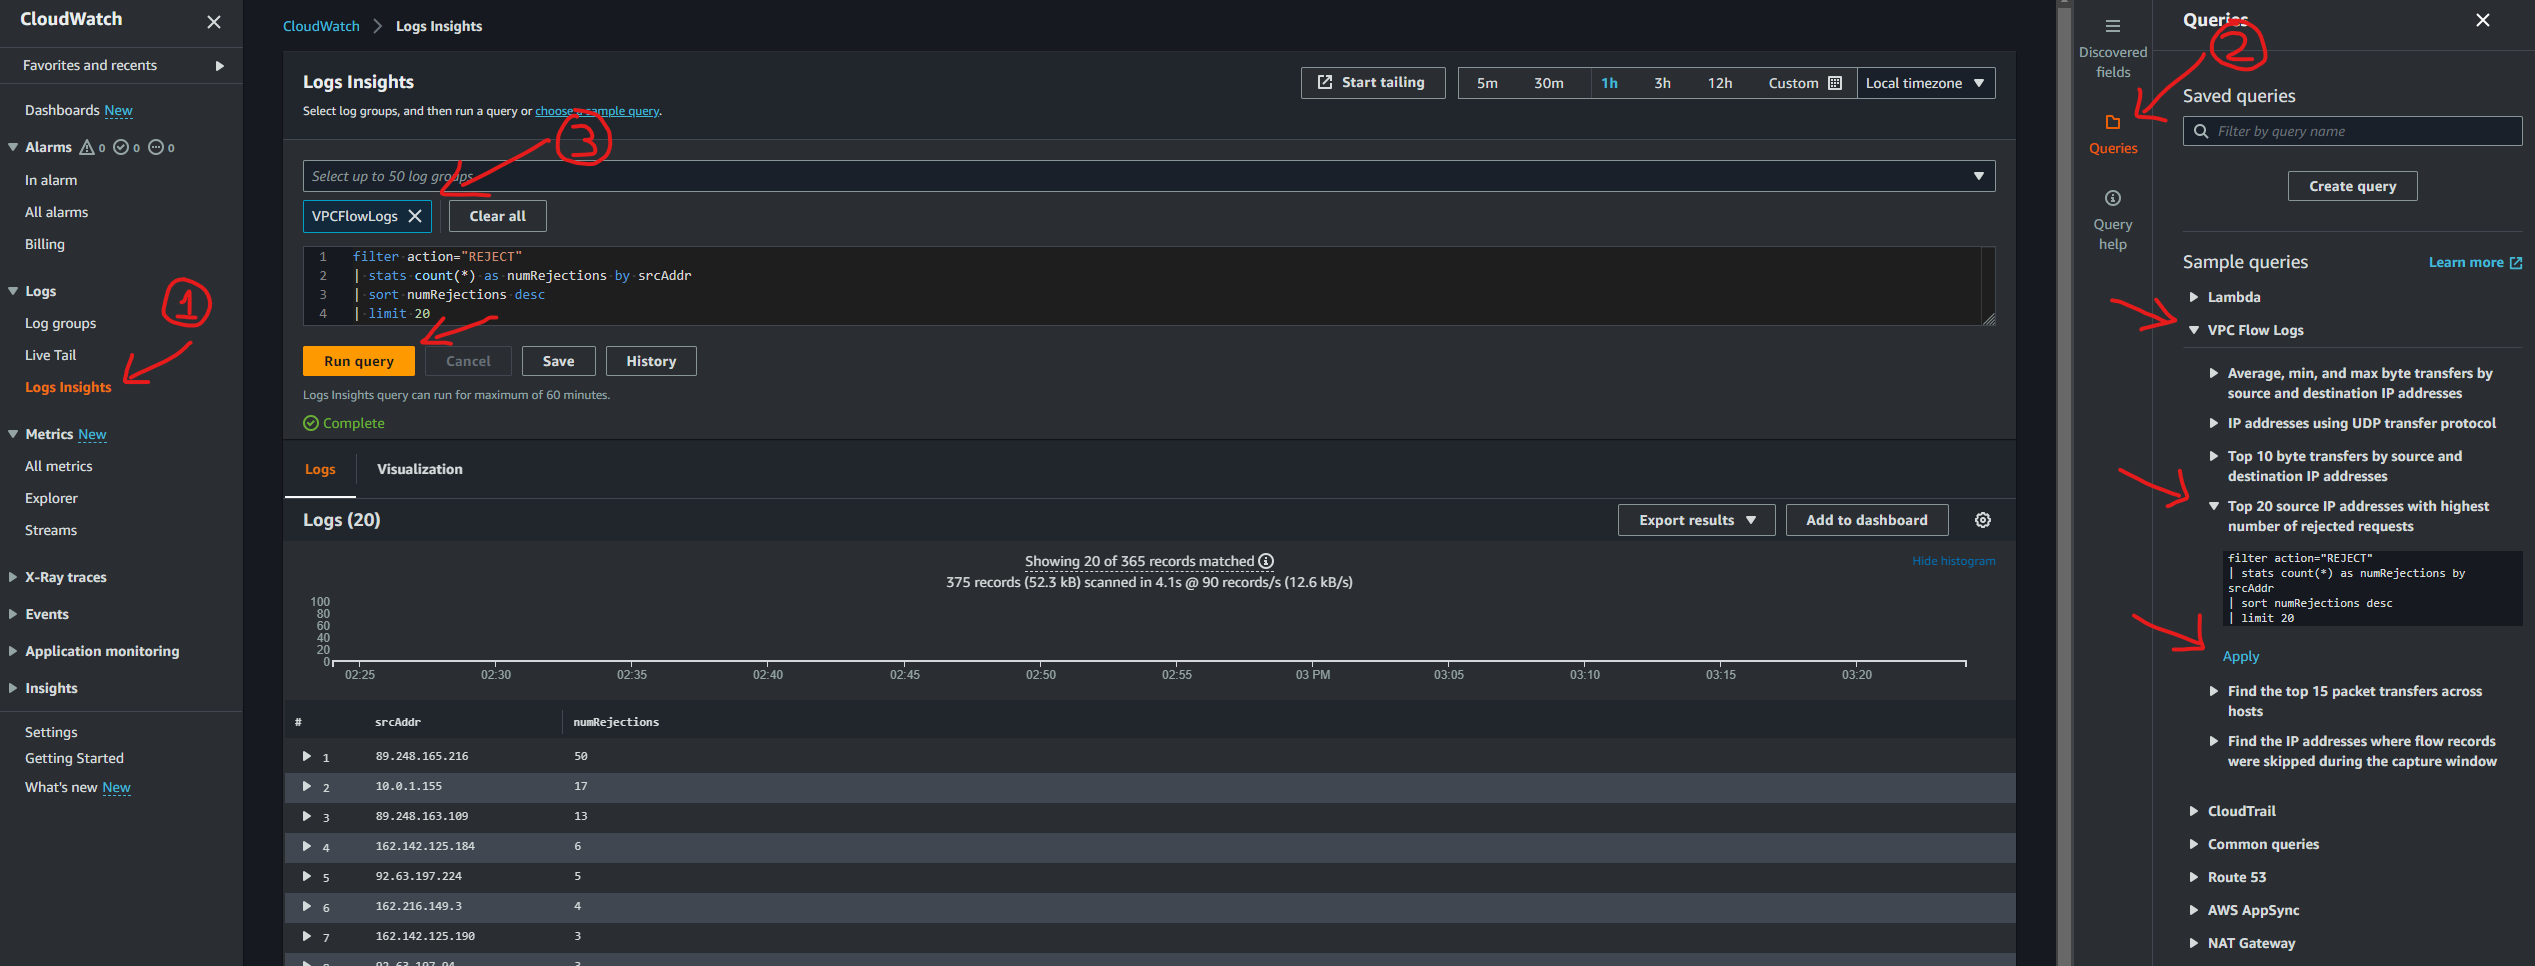 CloudWatch
Favorites and recents
Dashboards New
Alarms 0 0 0
In alarm
All alarms
Billing
Logs
Log groups
Live Tail
Logs Insights
1
Metrics New
All metrics
Explorer
Streams
X-Ray traces
Events
Application monitoring
Insights
Settings
Getting Started
What's new New
CloudWatch > Logs Insights
Logs Insights
Start tailing
5m 30m 1h 3h 12h Custom Local timezone
Select log groups, and then run a query or choose a sample query.
3
Select up to 50 log groups
VPCFlowLogs
Clear all
1 filter action="REJECT"
2 | stats count(*) as numRejections by srcAddr
3 | sort numRejections desc
4 | limit 20
Run query Cancel Save History
Logs Insights query can run for maximum of 60 minutes.
Complete
Logs Visualization
Logs (20)
Export results Add to dashboard
Showing 20 of 365 records matched
Hide histogram
375 records (52.3 kB) scanned in 4.1s @ 90 records/s (12.6 kB/s)
100
80
60
40
20
0
02:25 02:30 02:35 02:40 02:45 02:50 02:55 03 PM 03:05 03:10 03:15 03:20
# srcAddr numRejections
1 89.248.165.216 50
2 10.0.1.155 17
3 89.248.163.109 13
4 162.142.125.184 6
5 92.63.197.224 5
6 162.216.149.3 4
7 162.142.125.190 3
Discovered
fields
Queries
Query
help
Queries
2
Saved queries
Filter by query name
Create query
Sample queries Learn more
Lambda
VPC Flow Logs
Average, min, and max byte transfers by
source and destination IP addresses
IP addresses using UDP transfer protocol
Top 10 byte transfers by source and
destination IP addresses
Top 20 source IP addresses with highest
number of rejected requests
filter action="REJECT"
| stats count(*) as numRejections by
srcAddr
| sort numRejections desc
| limit 20
Apply
Find the top 15 packet transfers across
hosts
Find the IP addresses where flow records
were skipped during the capture window
CloudTrail
Common queries
Route 53
AWS AppSync
NAT Gateway